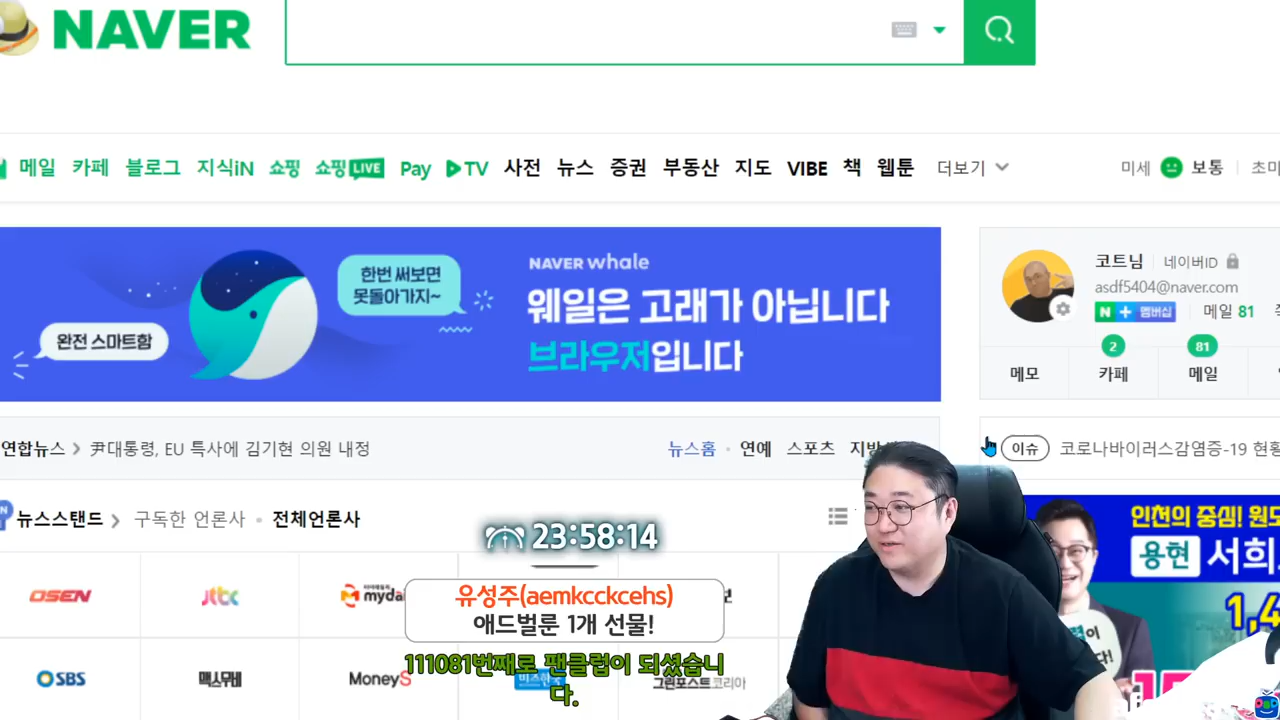 NAVER
메일 카페 블로그 지식iN 쇼핑 쇼핑LIVE Pay TV 사전 뉴스 증권 부동산 지도 VIBE 책 웹툰 더보기
미세 보통 초미
완전 스마트함
한번 써보면
못돌아가지~
NAVER whale
웨일은 고래가 아닙니다
브라우저입니다
코트님 네이버ID
asdf5404@naver.com
N + 멤버십 메일 81
2 81
메모 카페 메일
연합뉴스 > 尹대통령, EU 특사에 김기현 의원 내정
뉴스홈 · 연예 스포츠 지방
이슈 코로나바이러스감염증-19 현황
뉴스스탠드 > 구독한 언론사 · 전체언론사
23:58:14
OSEN jtbc
유성주(aemkcckcehs)
애드벌룬 1개 선물!
111081번째로 팬클럽이 되셨습니
다.
SBS 맥스무비 MoneyS 비즈한국 그린포스트코리아
인천의 중심! 원도
용현 서희
1,4